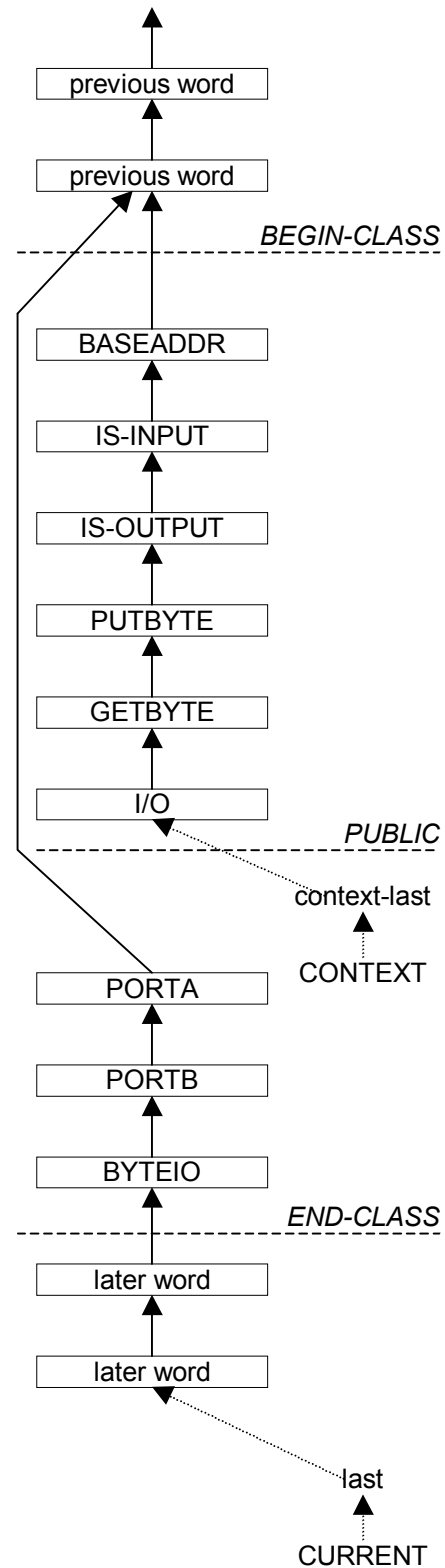 previous word
previous word
BEGIN-CLASS
BASEADDR
IS-INPUT
IS-OUTPUT
PUTBYTE
GETBYTE
I/O
PUBLIC
context-last
CONTEXT
PORTA
PORTB
BYTEIO
END-CLASS
later word
later word
last
CURRENT